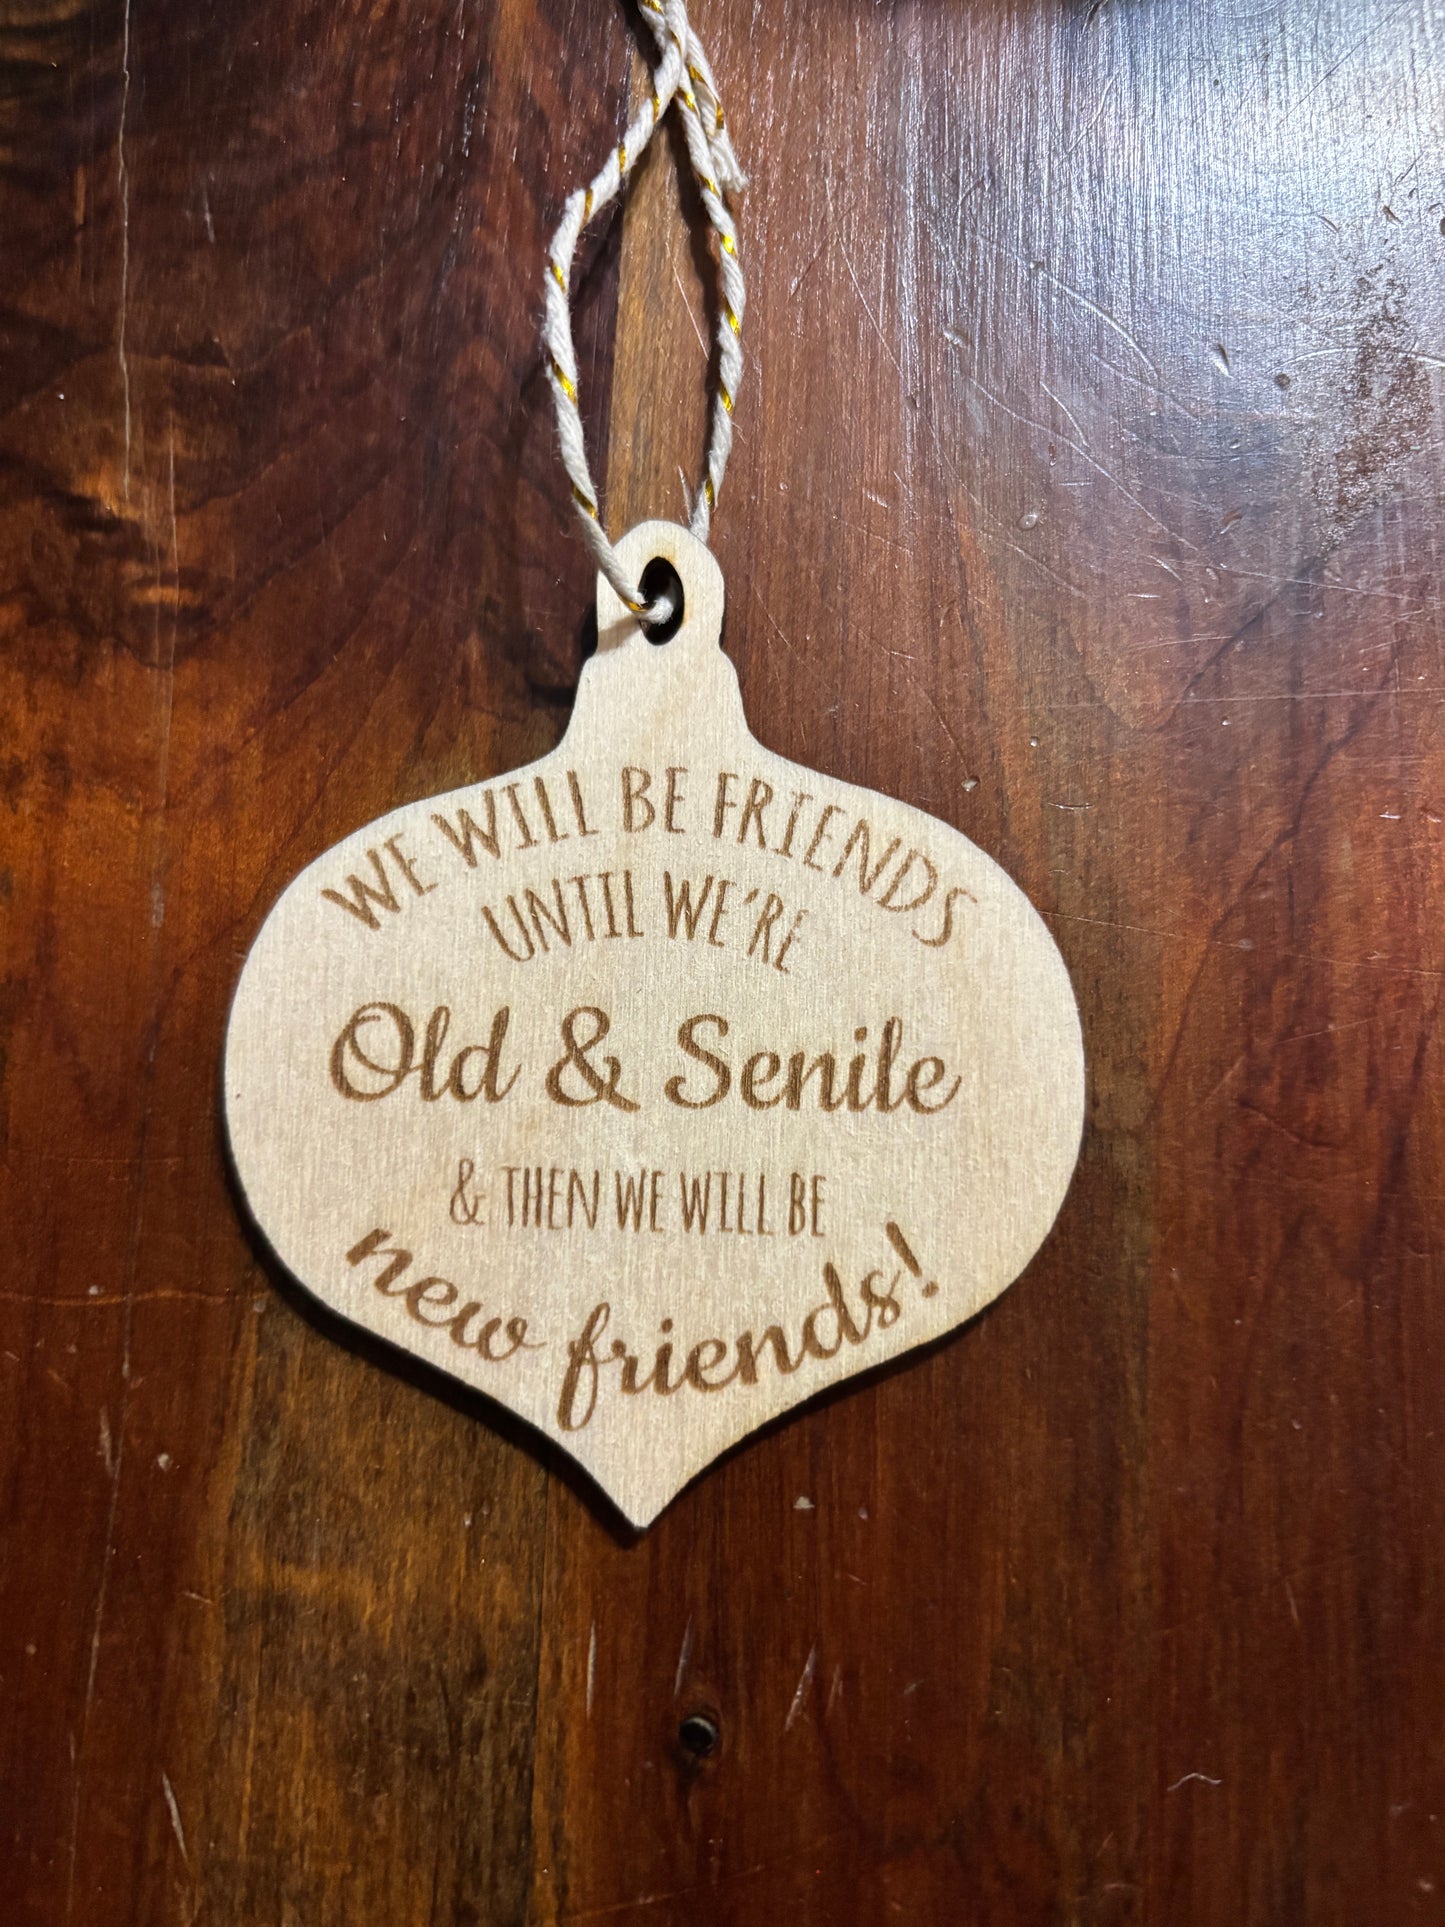 WE WILL BE FRIENDS
UNTIL WE'RE
Old & Senile
& THEN WE WILL BE
new friends!